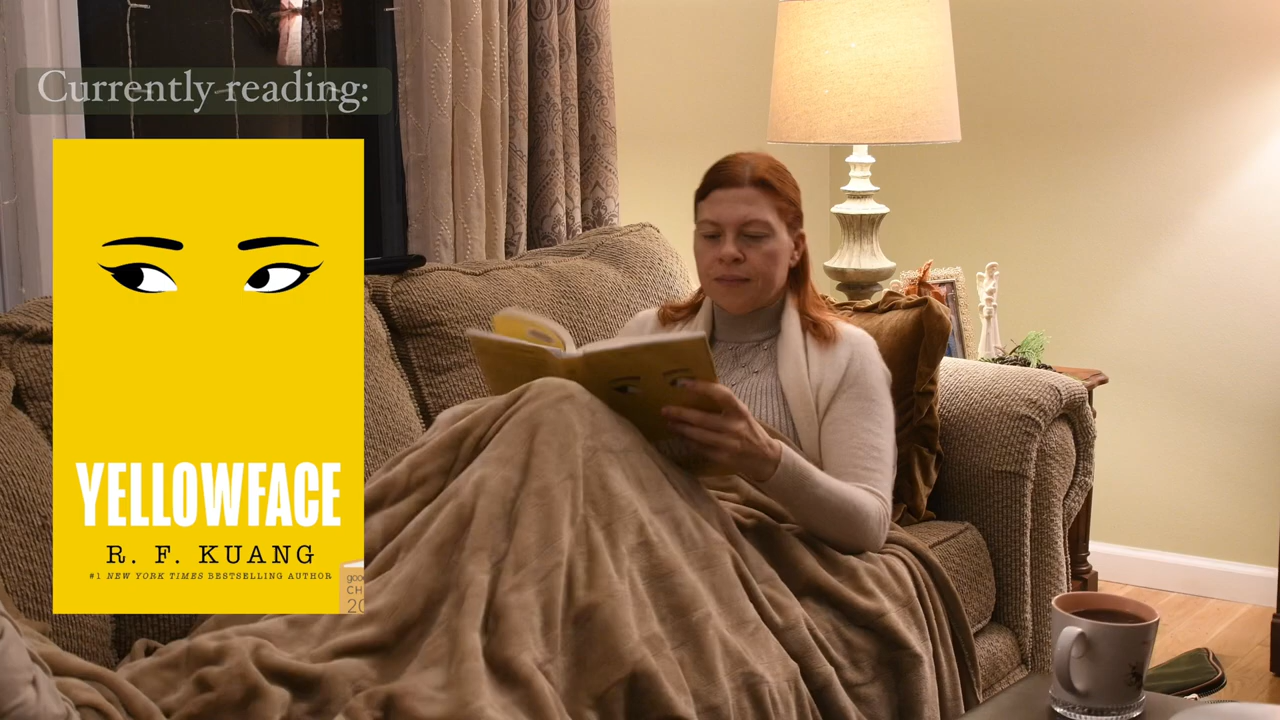 Currently reading:
YELLOWFACE
R. F. KUANG
#1 NEW YORK TIMES BESTSELLING AUTHOR